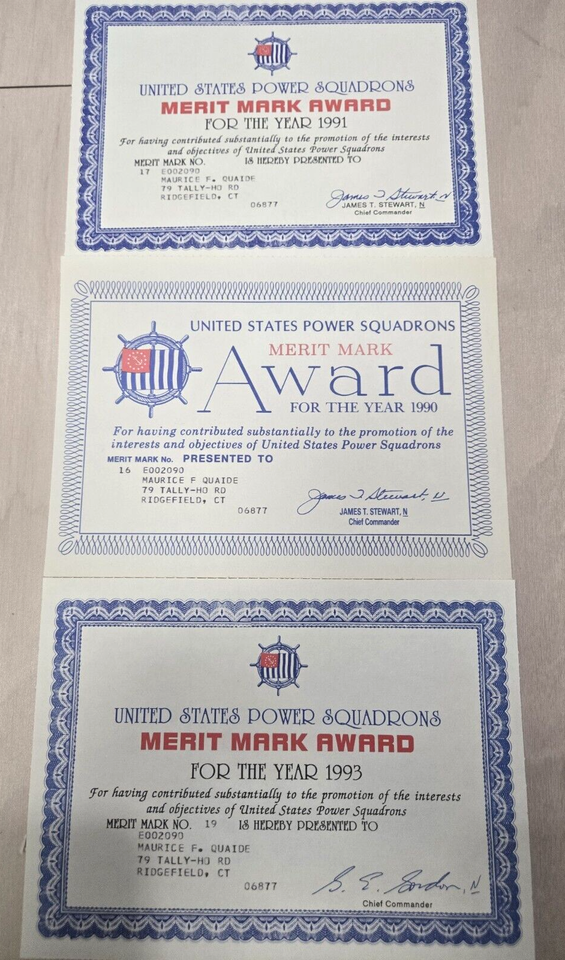 UNITED STATES POWER SQUADRONS
MERIT MARK AWARD
FOR THE YEAR 1991
For having contributed substantially to the promotion of the interests
and objectives of United States Power Squadrons
MERIT MARK NO. IS HEREBY PRESENTED TO
17 E002090
MAURICE F. QUAIDE
79 TALLY-HO RD
RIDGEFIELD, CT
06877
James T Stewart, N
JAMES T. STEWART, N
Chief Commander
UNITED STATES POWER SQUADRONS
MERIT MARK
Award
FOR THE YEAR 1990
For having contributed substantially to the promotion of the
interests and objectives of United States Power Squadrons
MERIT MARK No. PRESENTED TO
16 E002090
MAURICE F QUAIDE
79 TALLY-HO RD
RIDGEFIELD, CT
06877
James T Stewart, N
JAMES T. STEWART, N
Chief Commander
UNITED STATES POWER SQUADRONS
MERIT MARK AWARD
FOR THE YEAR 1993
For having contributed substantially to the promotion of the interests
and objectives of United States Power Squadrons
MERIT MARK NO. 19 IS HEREBY PRESENTED TO
E002090
MAURICE F. QUAIDE
79 TALLY-HO RD
RIDGEFIELD, CT
06877
G. E. Gordon, N
Chief Commander